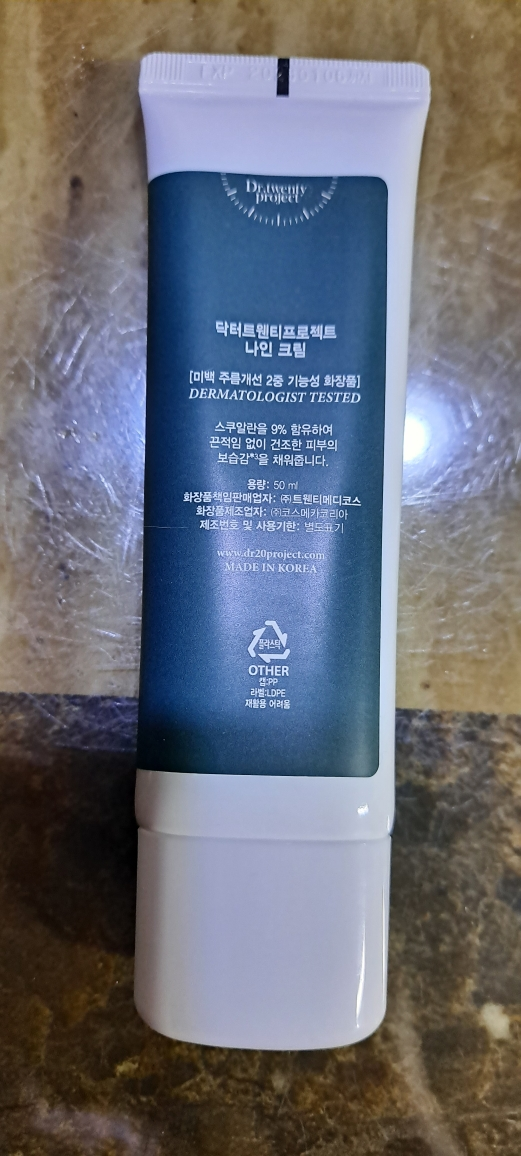 EXP
Dr.twenty
project
닥터트웬티프로젝트
나인 크림
[미백 주름개선 2중 기능성 화장품]
DERMATOLOGIST TESTED
스쿠알란을 9% 함유하여
끈적임 없이 건조한 피부의
보습감*³을 채워줍니다.
용량: 50 ml
화장품책임판매업자: ㈜트웬티메디코스
화장품제조업자: ㈜코스메카코리아
제조번호 및 사용기한: 별도표기
www.dr20project.com
MADE IN KOREA
플라스틱
OTHER
캡:PP
라벨:LDPE
재활용 어려움